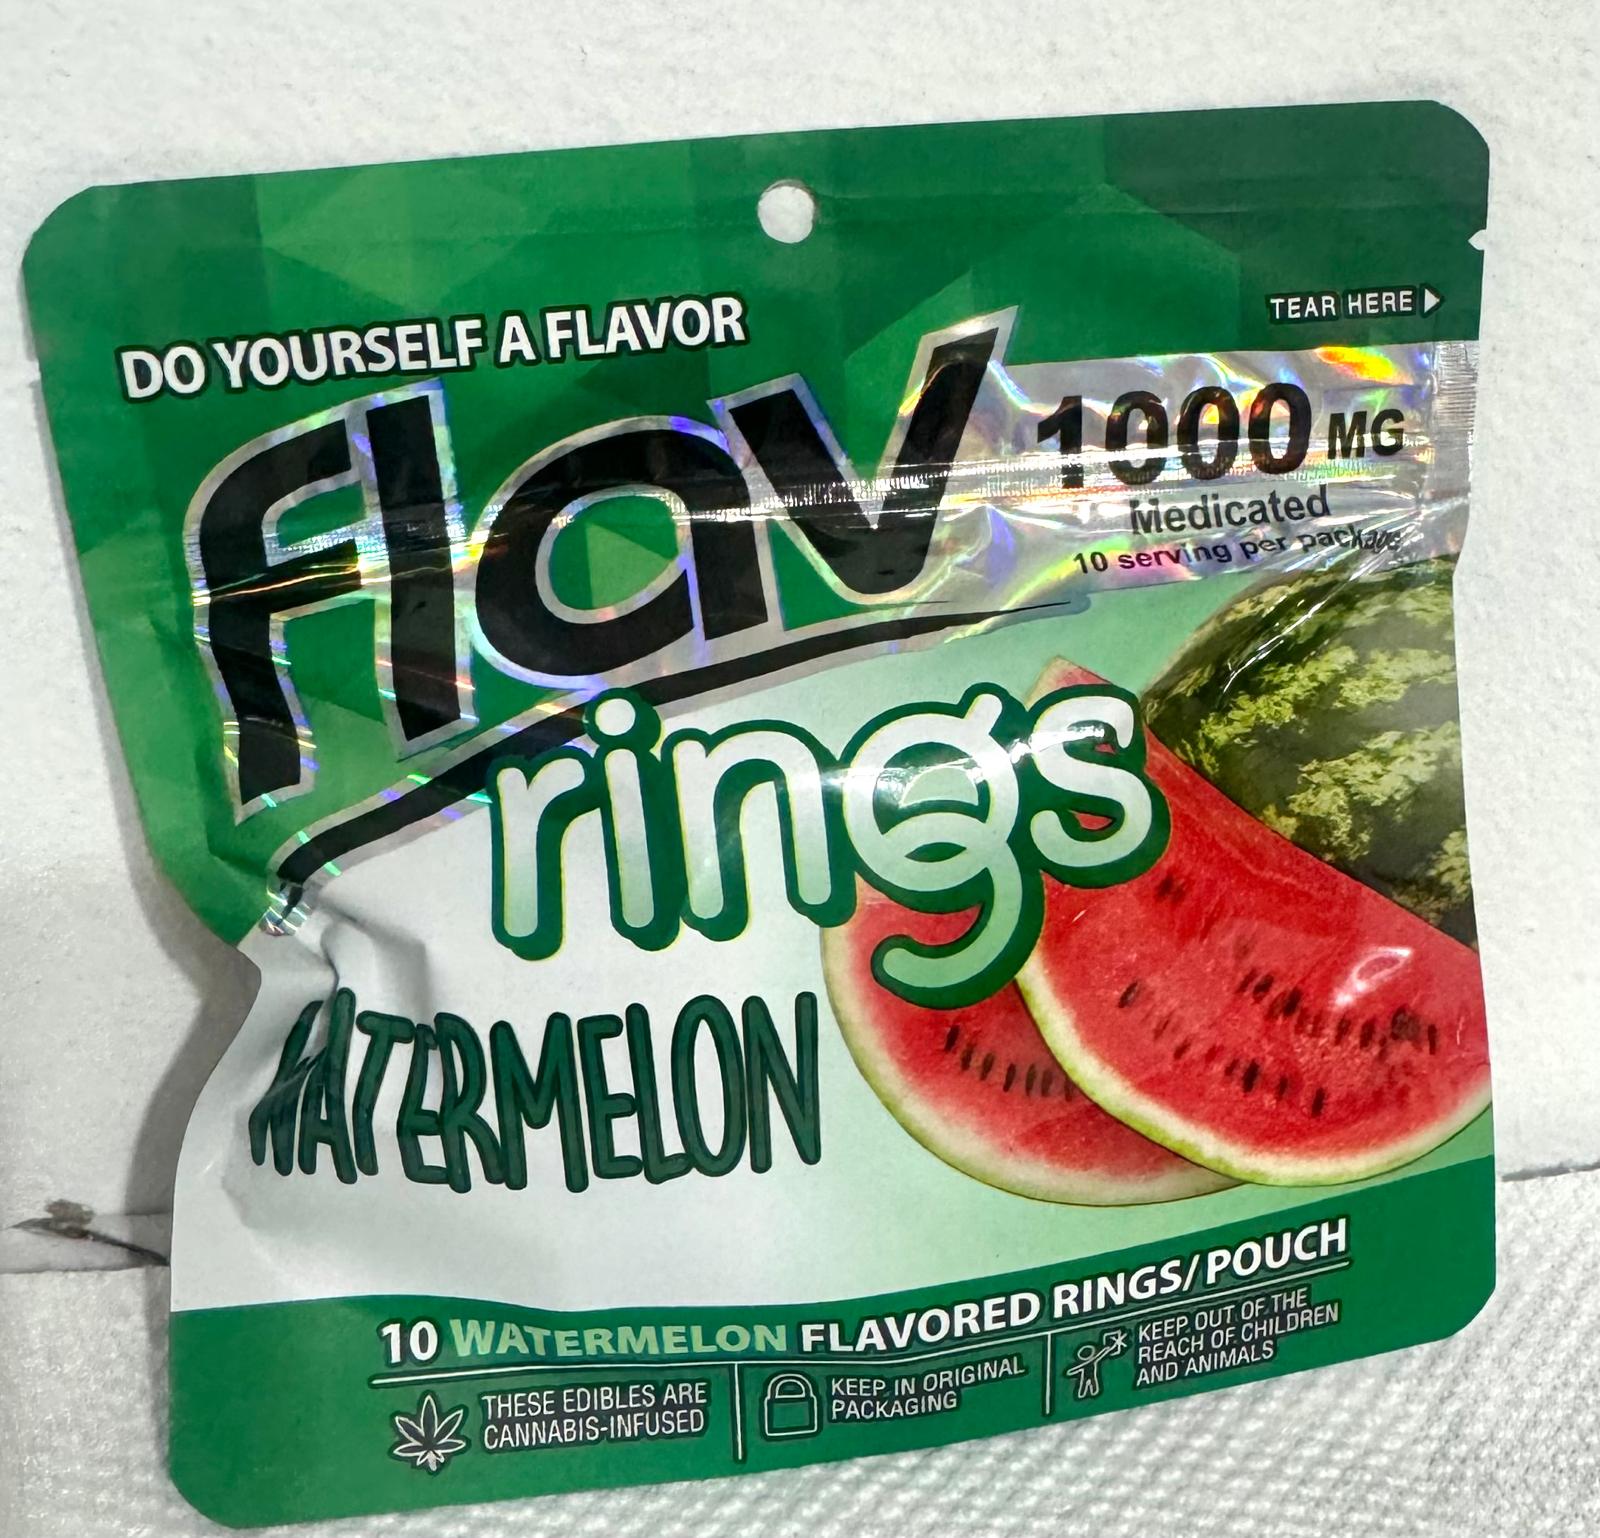 DO YOURSELF A FLAVOR
TEAR HERE
flav
1000 MG
Medicated
10 serving per package
rings
WATERMELON
10 WATERMELON FLAVORED RINGS/POUCH
THESE EDIBLES ARE
CANNABIS-INFUSED
KEEP IN ORIGINAL
PACKAGING
KEEP OUT OF THE
REACH OF CHILDREN
AND ANIMALS